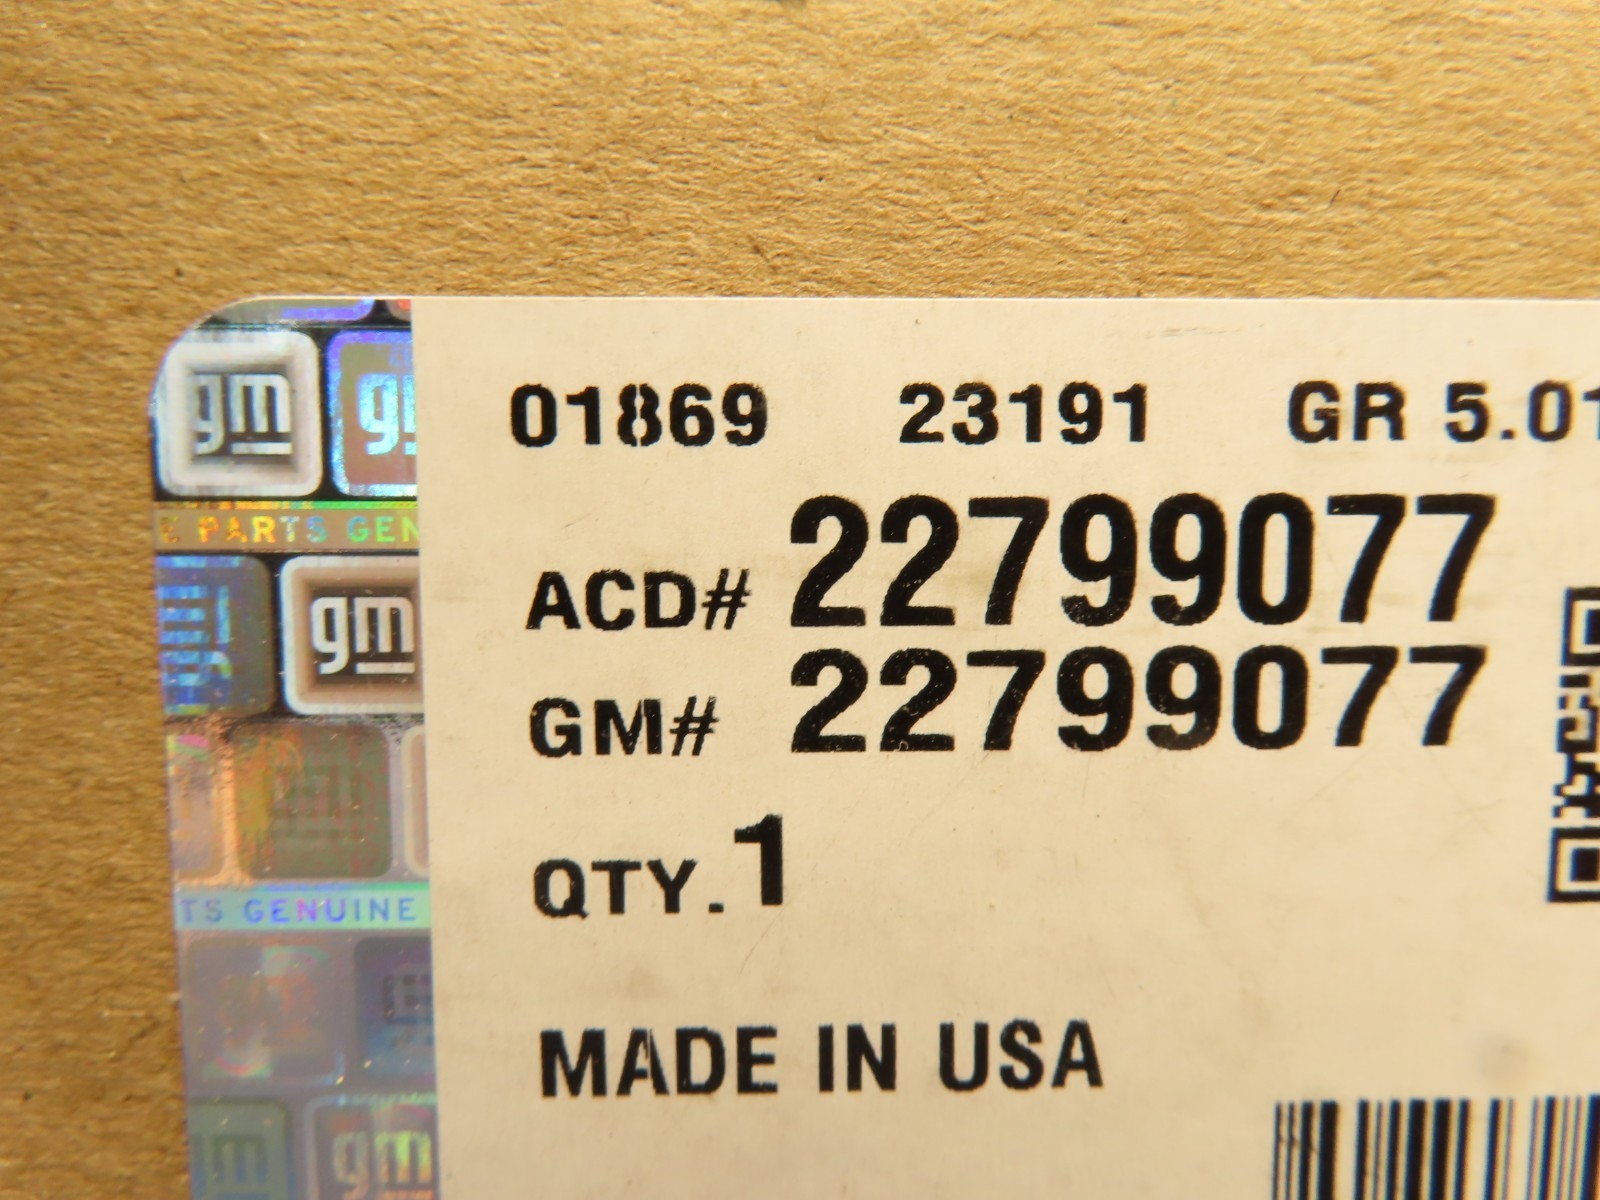 01869 23191 GR 5.01
ACD# 22799077
GM# 22799077
QTY. 1
MADE IN USA
gm
PARTS GEN
gm
TS GENUINE
gm